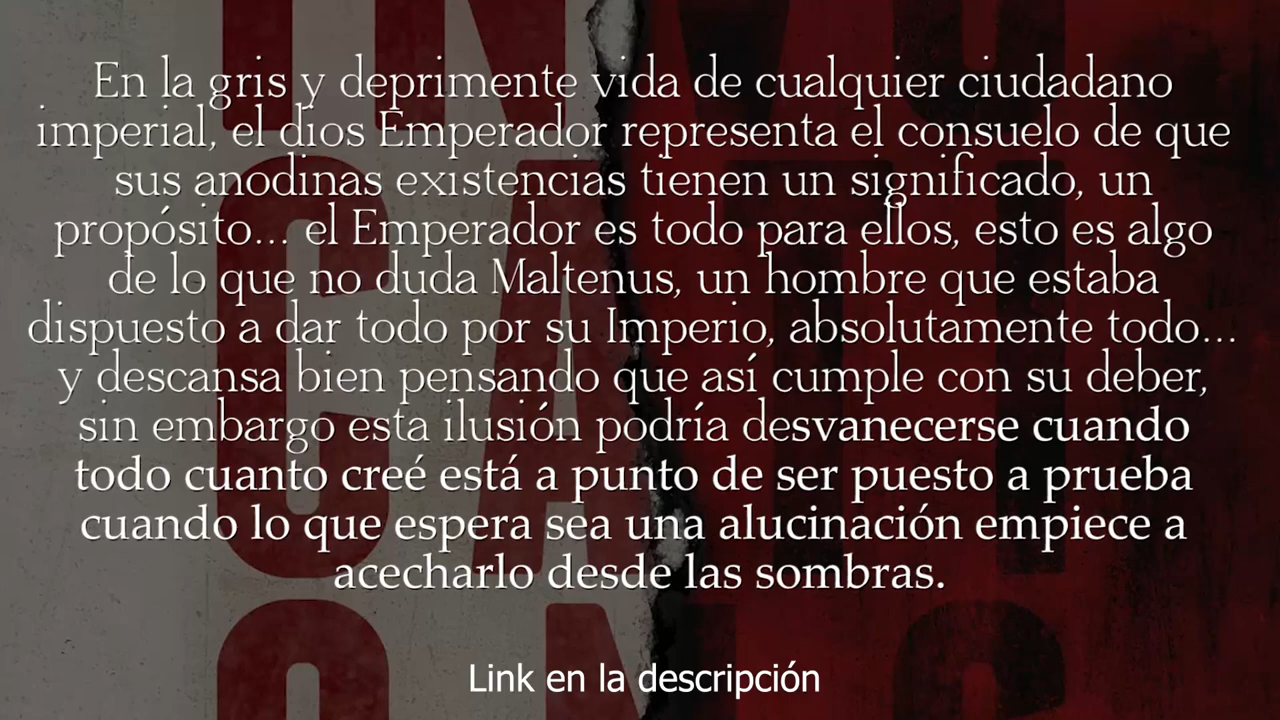 En la gris y deprimente vida de cualquier ciudadano
imperial, el dios Emperador representa el consuelo de que
sus anodinas existencias tienen un significado, un
propósito... el Emperador es todo para ellos, esto es algo
de lo que no duda Maltenus, un hombre que estaba
dispuesto a dar todo por su Imperio, absolutamente todo...
y descansa bien pensando que así cumple con su deber,
sin embargo esta ilusión podría desvanecerse cuando
todo cuanto creé está a punto de ser puesto a prueba
cuando lo que espera sea una alucinación empiece a
acecharlo desde las sombras.
Link en la descripción